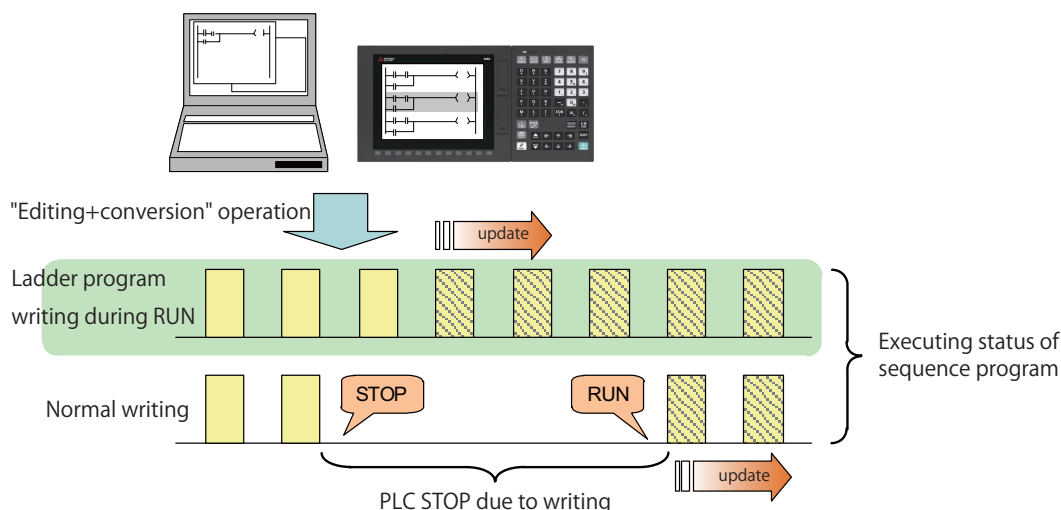 "Editing+conversion" operation
update
Ladder program
writing during RUN
Executing status of
sequence program
Normal writing
STOP
RUN
update
PLC STOP due to writing